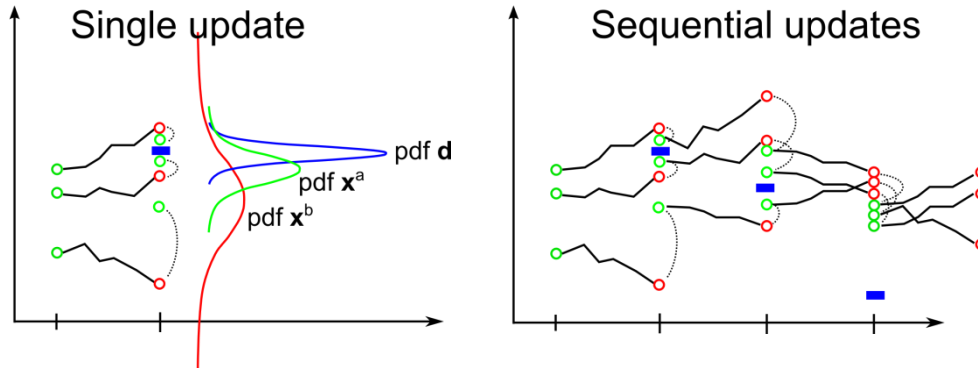 Single update
Sequential updates
pdf d
pdf xᵃ
pdf xᵇ